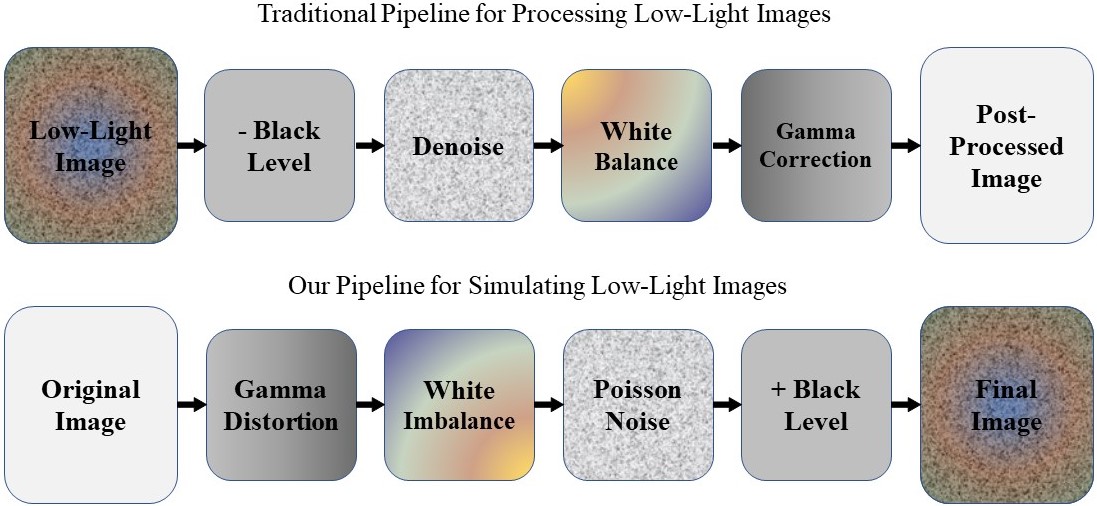 Traditional Pipeline for Processing Low-Light Images
Low-Light
Image
- Black
Level
Denoise
White
Balance
Gamma
Correction
Post-
Processed
Image
Our Pipeline for Simulating Low-Light Images
Original
Image
Gamma
Distortion
White
Imbalance
Poisson
Noise
+ Black
Level
Final
Image